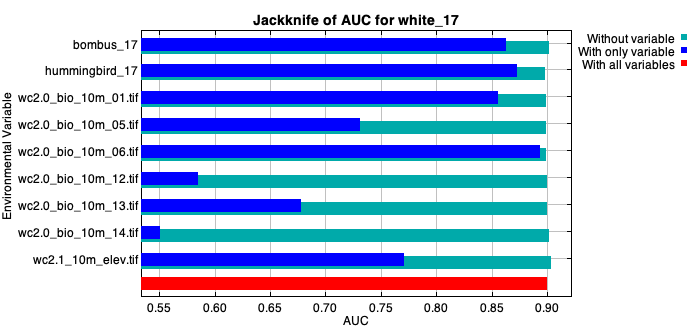 Jackknife of AUC for white_17
Without variable
With only variable
With all variables
Environmental Variable
bombus_17
hummingbird_17
wc2.0_bio_10m_01.tif
wc2.0_bio_10m_05.tif
wc2.0_bio_10m_06.tif
wc2.0_bio_10m_12.tif
wc2.0_bio_10m_13.tif
wc2.0_bio_10m_14.tif
wc2.1_10m_elev.tif
0.55 0.60 0.65 0.70 0.75 0.80 0.85 0.90
AUC